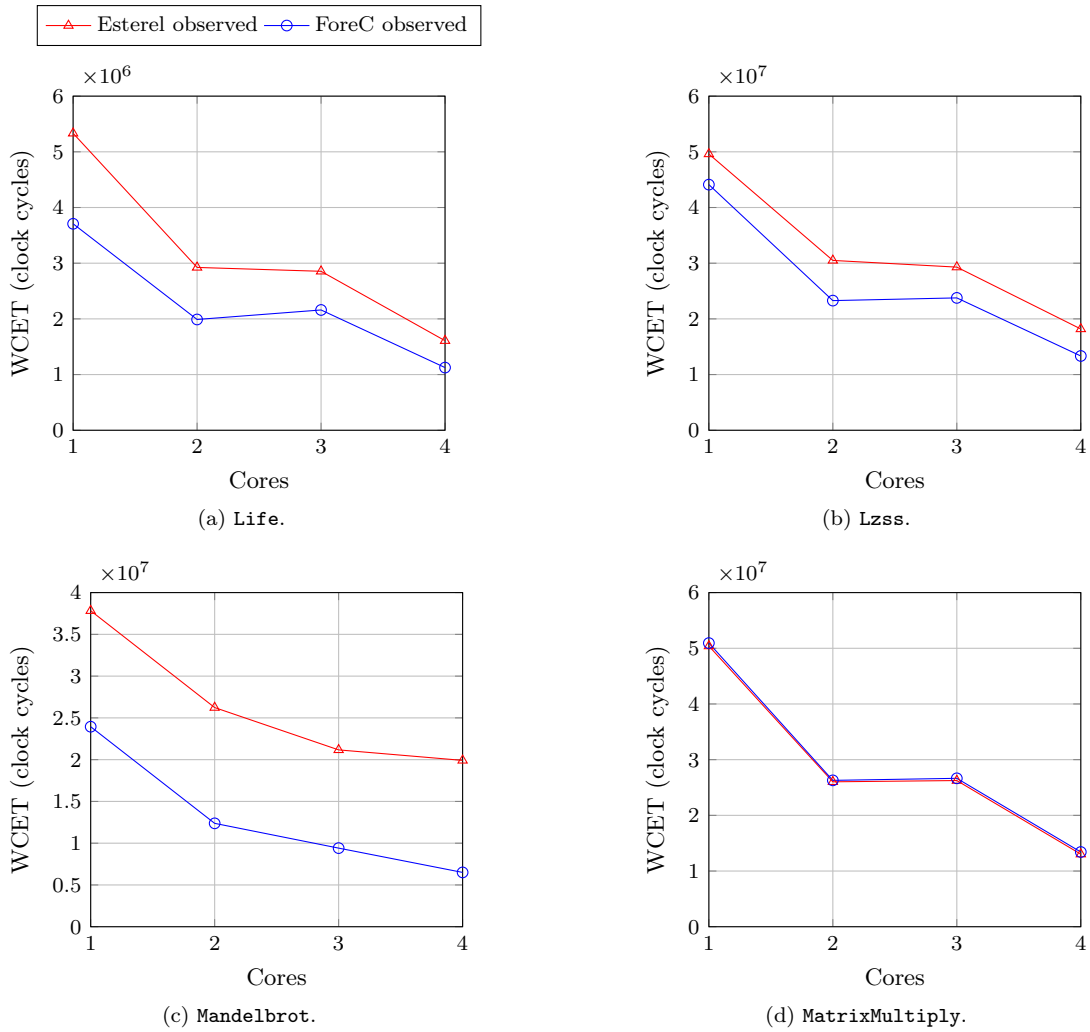 Esterel observed ForeC observed
×10^6
6
5
4
3
2
1
0
1 2 3 4
WCET (clock cycles)
Cores
(a) Life.
×10^7
6
5
4
3
2
1
0
1 2 3 4
WCET (clock cycles)
Cores
(b) Lzss.
×10^7
4
3.5
3
2.5
2
1.5
1
0.5
0
1 2 3 4
WCET (clock cycles)
Cores
(c) Mandelbrot.
×10^7
6
5
4
3
2
1
0
1 2 3 4
WCET (clock cycles)
Cores
(d) MatrixMultiply.